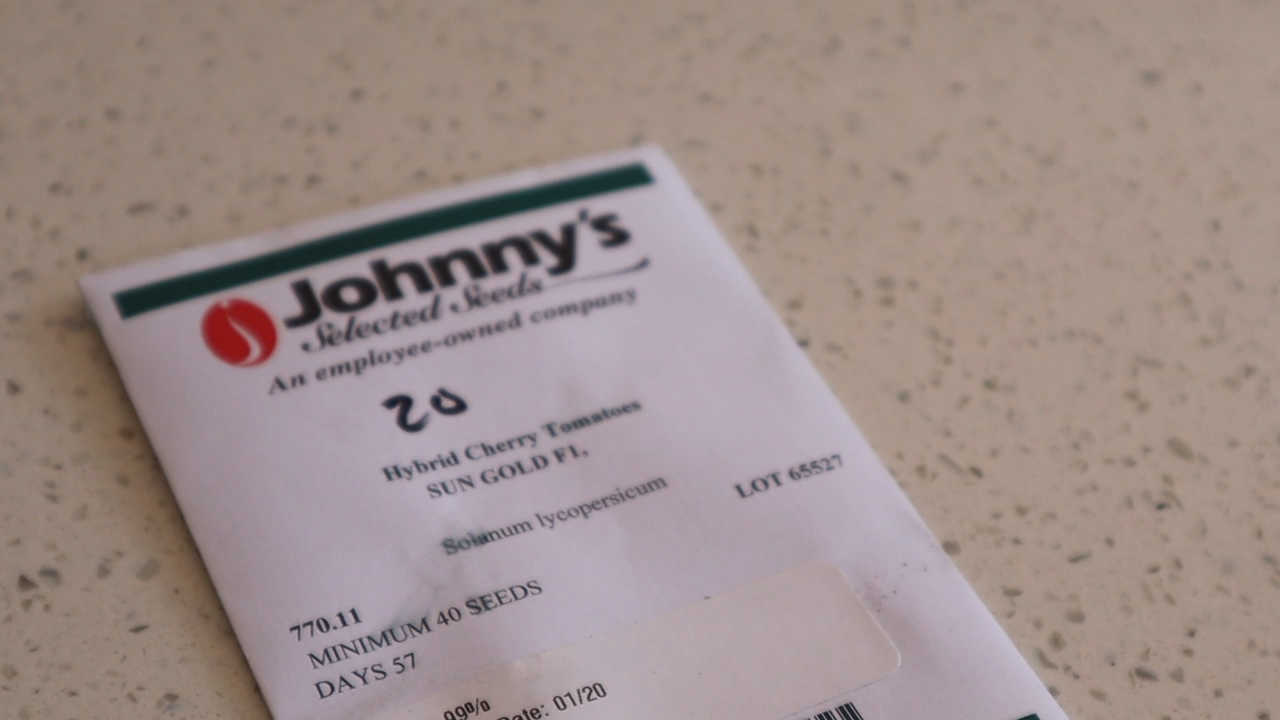 Johnny's
Selected Seeds
An employee-owned company
20
Hybrid Cherry Tomatoes
SUN GOLD F1,
Solanum lycopersicum
LOT 65527
770.11
MINIMUM 40 SEEDS
DAYS 57
99%
Date: 01/20